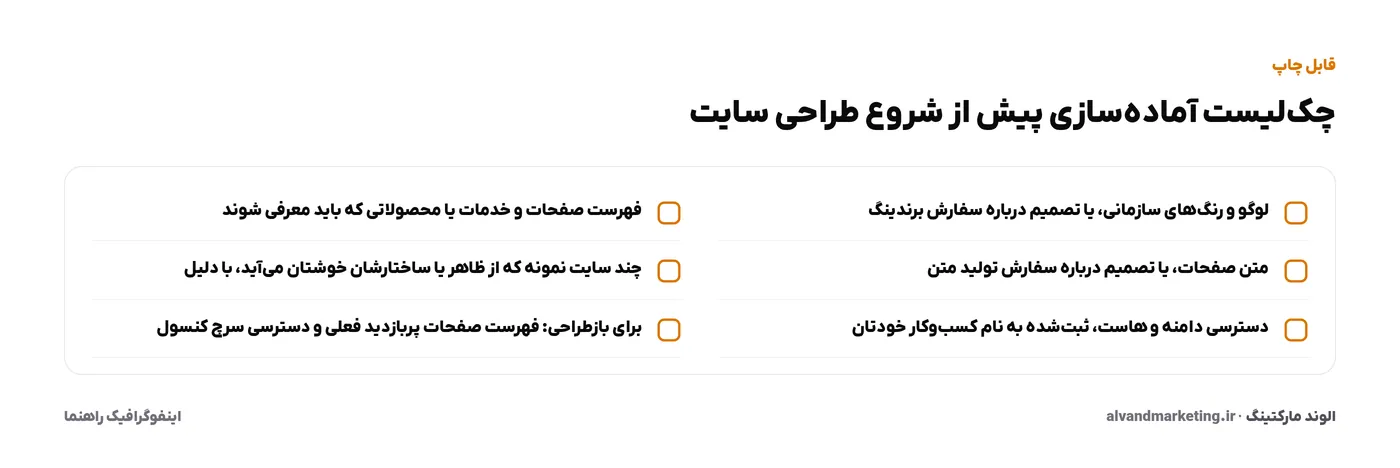 قابل چاپ
چک‌لیست آماده‌سازی پیش از شروع طراحی سایت
لوگو و رنگ‌های سازمانی، یا تصمیم درباره سفارش برندینگ
فهرست صفحات و خدمات یا محصولاتی که باید معرفی شوند
متن صفحات، یا تصمیم درباره سفارش تولید متن
چند سایت نمونه که از ظاهر یا ساختارشان خوشتان می‌آید، با دلیل
دسترسی دامنه و هاست، ثبت‌شده به نام کسب‌وکار خودتان
برای بازطراحی: فهرست صفحات پربازدید فعلی و دسترسی سرچ کنسول
الوند مارکتینگ · alvandmarketing.ir
اینفوگرافیک راهنما